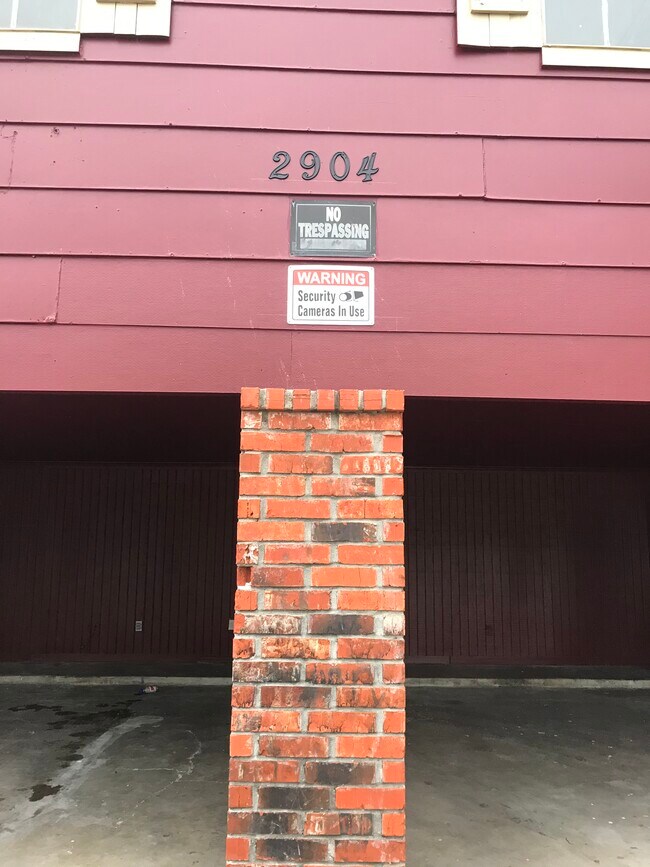 2904
NO
TRESPASSING
WARNING
Security
Cameras In Use